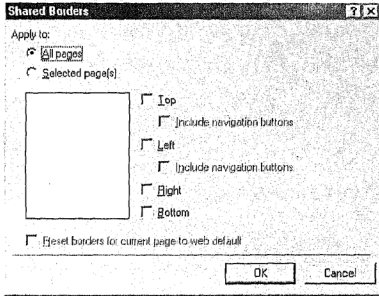 Shared Borders
Apply to:
All pages
Selected page(s)
Top
Include navigation buttons
Left
Include navigation buttons
Right
Bottom
Reset borders for current page to web default
OK
Cancel